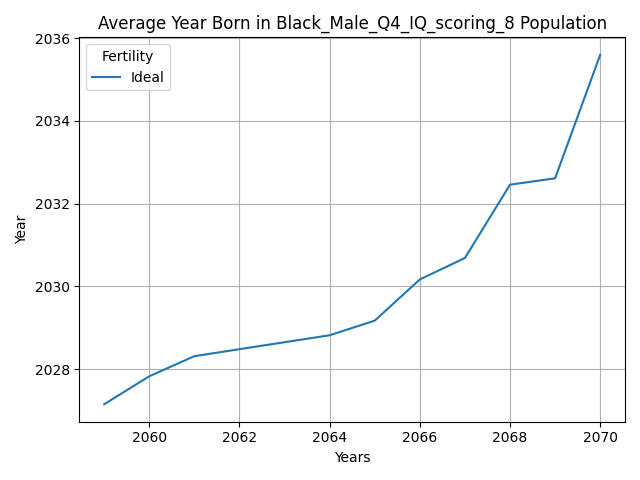 Average Year Born in Black_Male_Q4_IQ_scoring_8 Population
Fertility
Ideal
Year
2036
2034
2032
2030
2028
2060 2062 2064 2066 2068 2070
Years